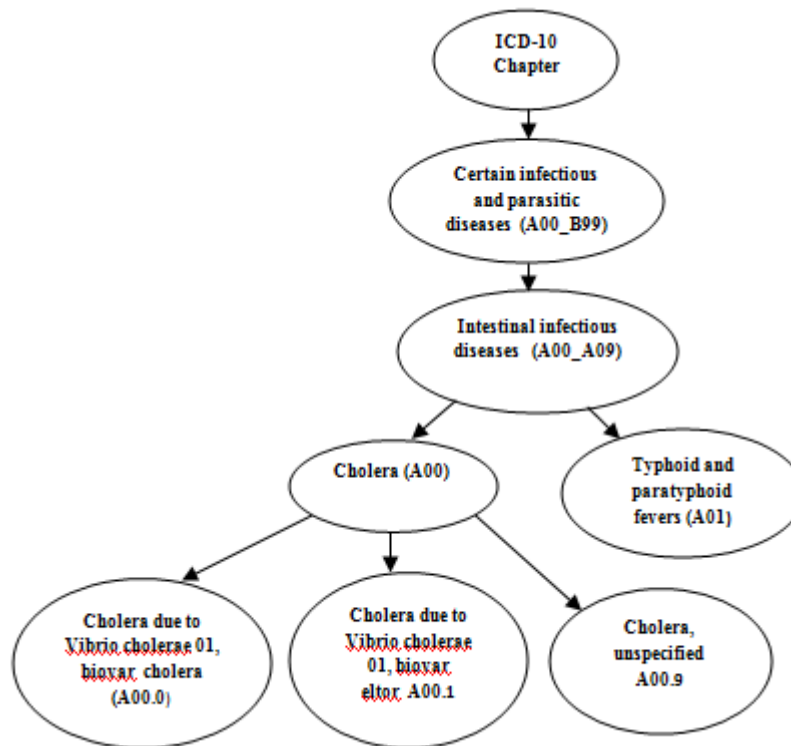 ICD-10
Chapter
Certain infectious
and parasitic
diseases (A00_B99)
Intestinal infectious
diseases (A00_A09)
Cholera (A00)
Typhoid and
paratyphoid
fevers (A01)
Cholera due to
Vibrio cholerae 01,
biovar cholera
(A00.0)
Cholera due to
Vibrio cholerae
01, biovar
eltor A00.1
Cholera,
unspecified
A00.9